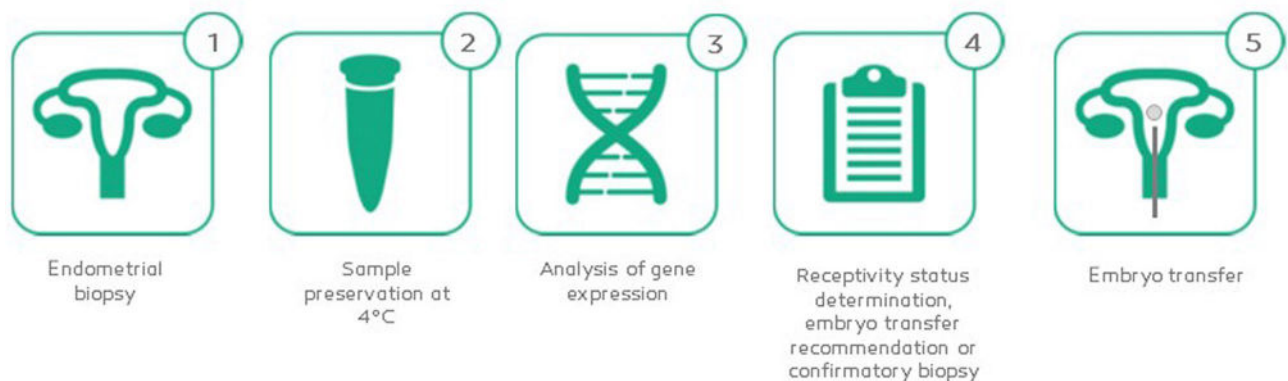 1
2
3
4
5
Endometrial
biopsy
Sample
preservation at
4°C
Analysis of gene
expression
Receptivity status
determination,
embryo transfer
recommendation or
confirmatory biopsy
Embryo transfer